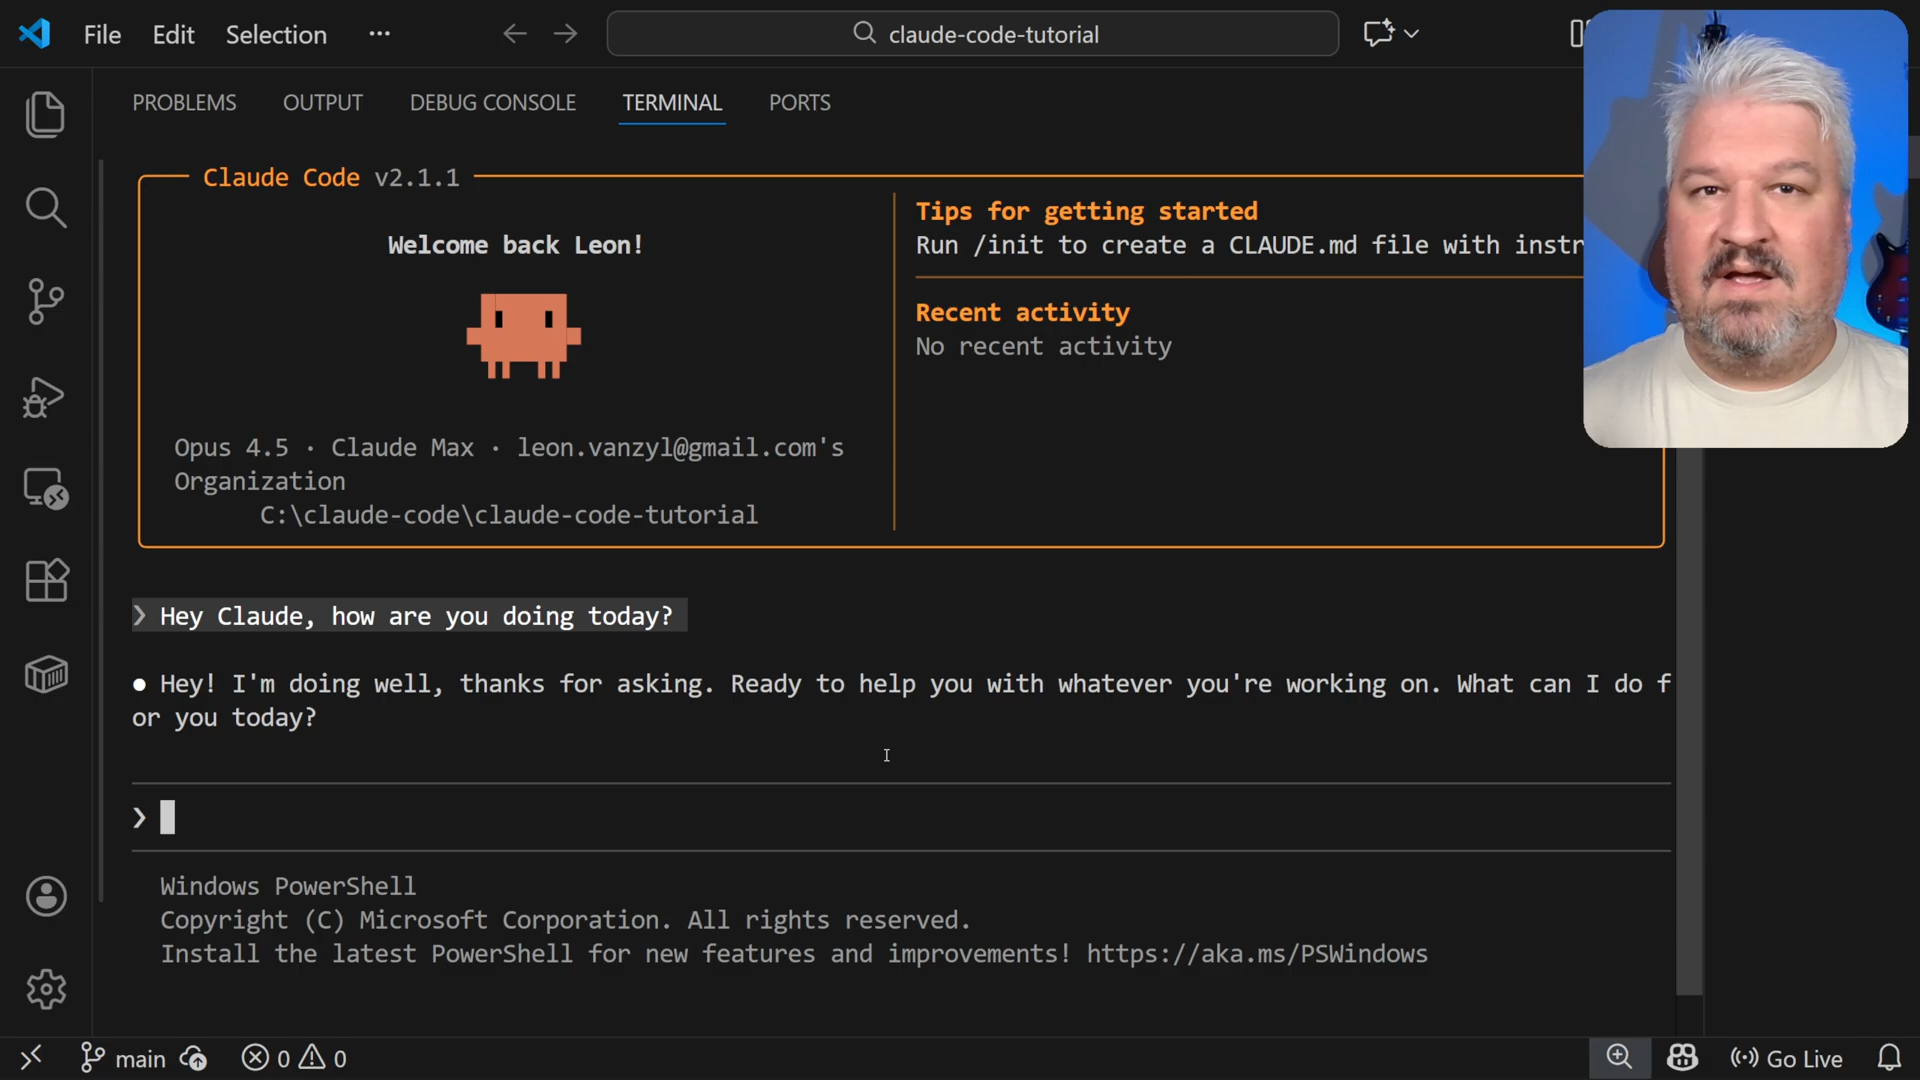 File Edit Selection ··· claude-code-tutorial
PROBLEMS OUTPUT DEBUG CONSOLE TERMINAL PORTS
Claude Code v2.1.1
Welcome back Leon!
Opus 4.5 · Claude Max · leon.vanzyl@gmail.com's
Organization
C:\claude-code\claude-code-tutorial
Tips for getting started
Run /init to create a CLAUDE.md file with instr
Recent activity
No recent activity
❯ Hey Claude, how are you doing today?
● Hey! I'm doing well, thanks for asking. Ready to help you with whatever you're working on. What can I do f
or you today?
❯
Windows PowerShell
Copyright (C) Microsoft Corporation. All rights reserved.
Install the latest PowerShell for new features and improvements! https://aka.ms/PSWindows
main 0 0 Go Live